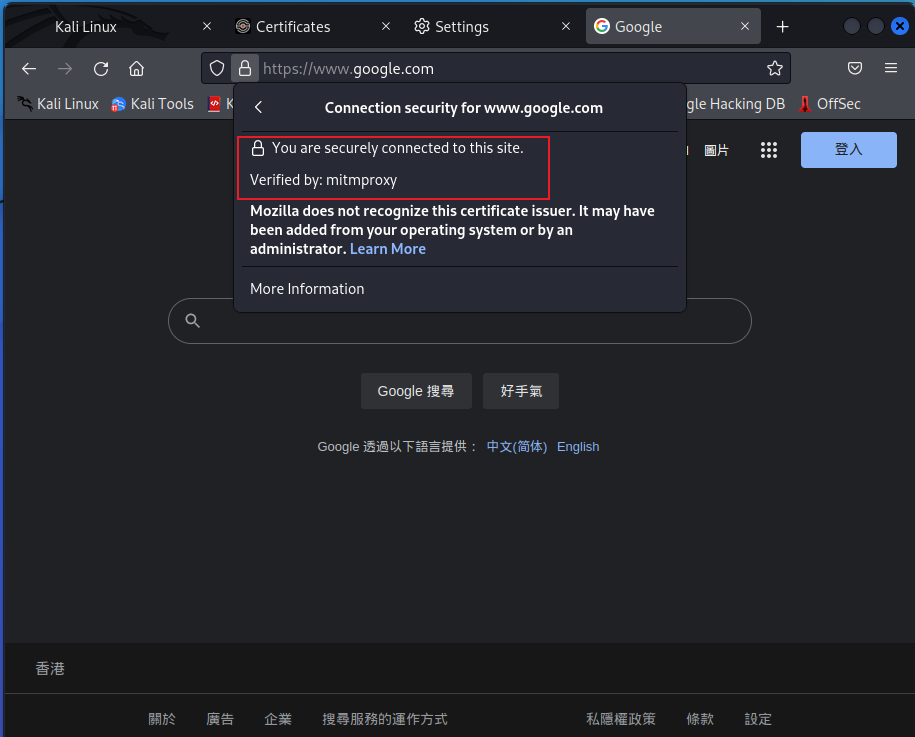 Kali Linux
Certificates
Settings
Google
https://www.google.com
Kali Linux Kali Tools K gle Hacking DB OffSec
Connection security for www.google.com
圖片 登入
You are securely connected to this site.
Verified by: mitmproxy
Mozilla does not recognize this certificate issuer. It may have
been added from your operating system or by an
administrator. Learn More
More Information
Google 搜尋 好手氣
Google 透過以下語言提供： 中文(简体) English
香港
關於 廣告 企業 搜尋服務的運作方式 私隱權政策 條款 設定